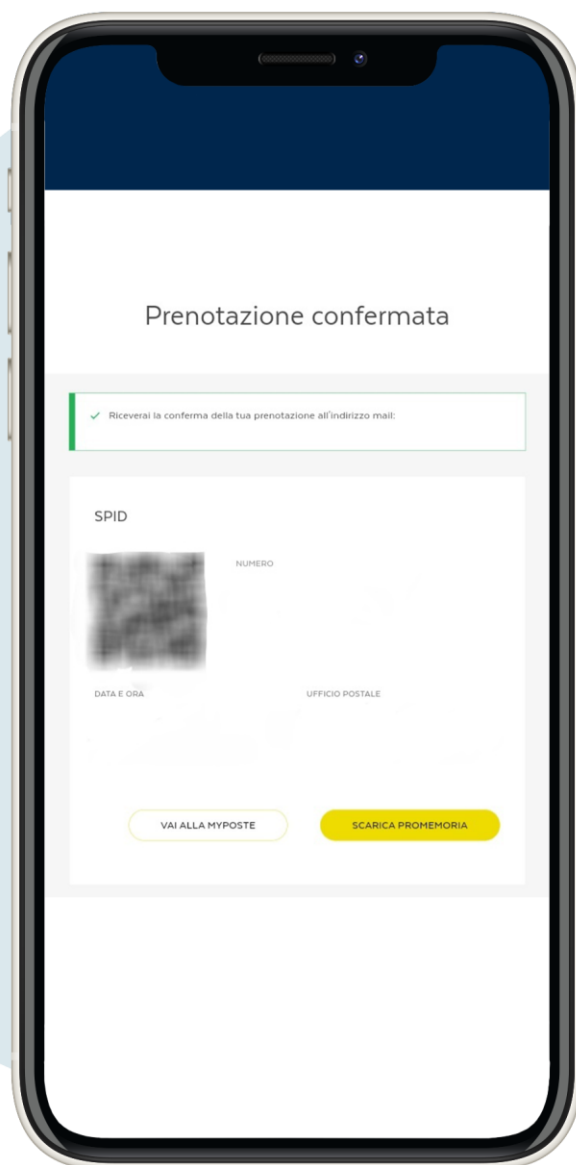 Prenotazione confermata
Riceverai la conferma della tua prenotazione all'indirizzo mail:
SPID
NUMERO
DATA E ORA
UFFICIO POSTALE
VAI ALLA MYPOSTE
SCARICA PROMEMORIA